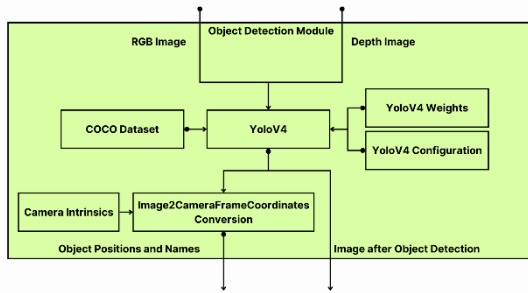 Object Detection Module
RGB Image
Depth Image
COCO Dataset
YoloV4
YoloV4 Weights
YoloV4 Configuration
Camera Intrinsics
Image2CameraFrameCoordinates
Conversion
Object Positions and Names
Image after Object Detection